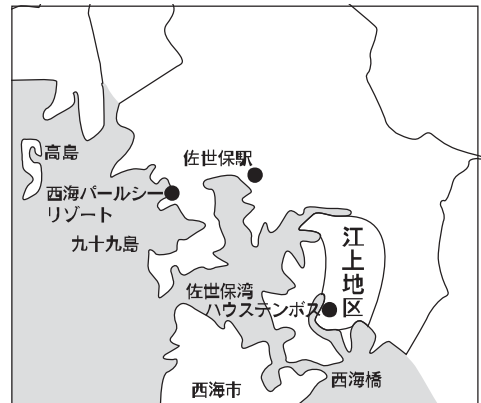 高島
佐世保駅
西海パールシー
リゾート
九十九島
江上地区
佐世保湾
ハウステンボス
西海橋
西海市